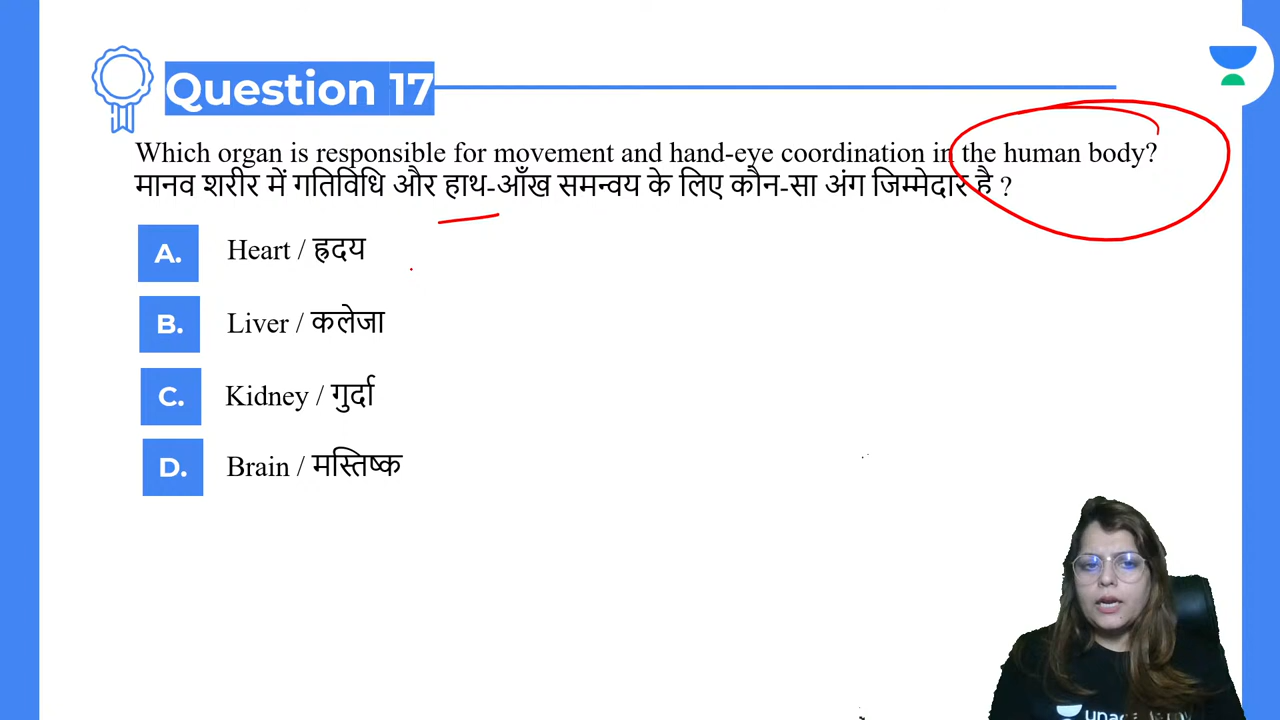 Question 17
Which organ is responsible for movement and hand-eye coordination in the human body?
मानव शरीर में गतिविधि और हाथ-आँख समन्वय के लिए कौन-सा अंग जिम्मेदार है ?
A. Heart / ह्रदय
B. Liver / कलेजा
C. Kidney / गुर्दा
D. Brain / मस्तिष्क